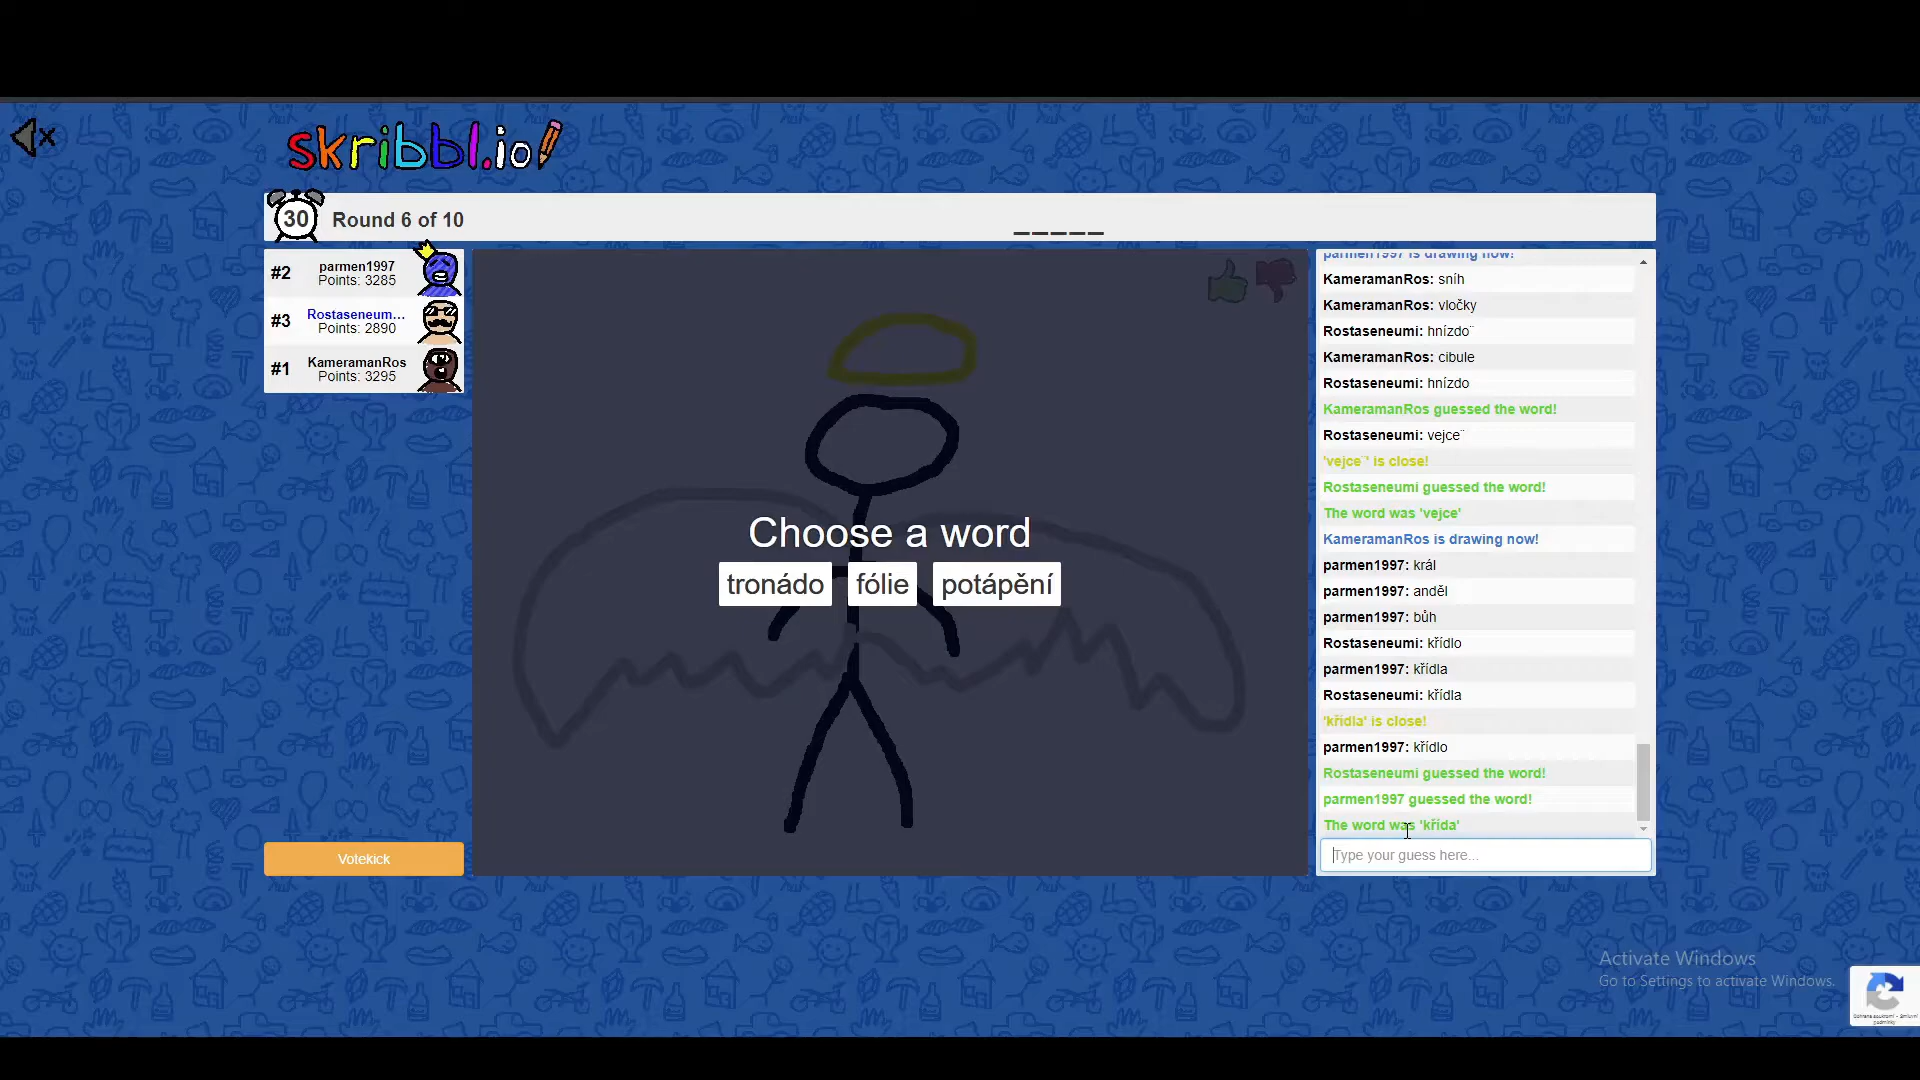 skribbl.io
30
Round 6 of 10
_____
#2
parmen1997
Points: 3285
#3
Rostaseneum...
Points: 2890
#1
KameramanRos
Points: 3295
Votekick
Choose a word
tronádo
fólie
potápění
parmen1997 is drawing now!
KameramanRos: sníh
KameramanRos: vločky
Rostaseneumi: hnízdo¨
KameramanRos: cibule
Rostaseneumi: hnízdo
KameramanRos guessed the word!
Rostaseneumi: vejce¨
'vejce¨' is close!
Rostaseneumi guessed the word!
The word was 'vejce'
KameramanRos is drawing now!
parmen1997: král
parmen1997: anděl
parmen1997: bůh
Rostaseneumi: křídlo
parmen1997: křídla
Rostaseneumi: křídla
'křídla' is close!
parmen1997: křídlo
Rostaseneumi guessed the word!
parmen1997 guessed the word!
The word was 'křída'
Type your guess here...
Activate Windows
Go to Settings to activate Windows.